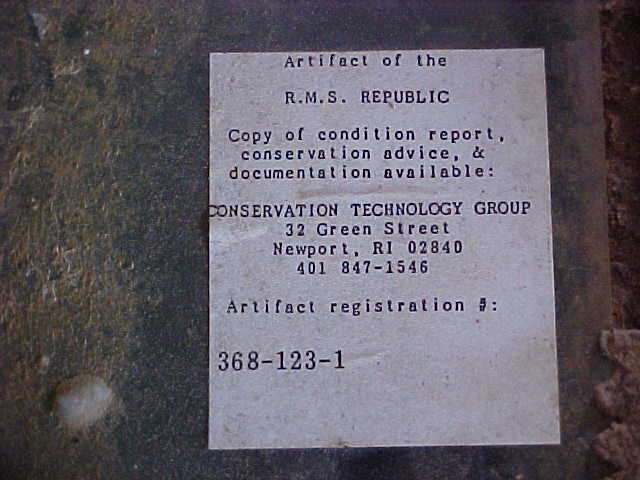 Artifact of the
R.M.S. REPUBLIC
Copy of condition report,
conservation advice, &
documentation available:
CONSERVATION TECHNOLOGY GROUP
32 Green Street
Newport, RI 02840
401 847-1546
Artifact registration #:
368-123-1